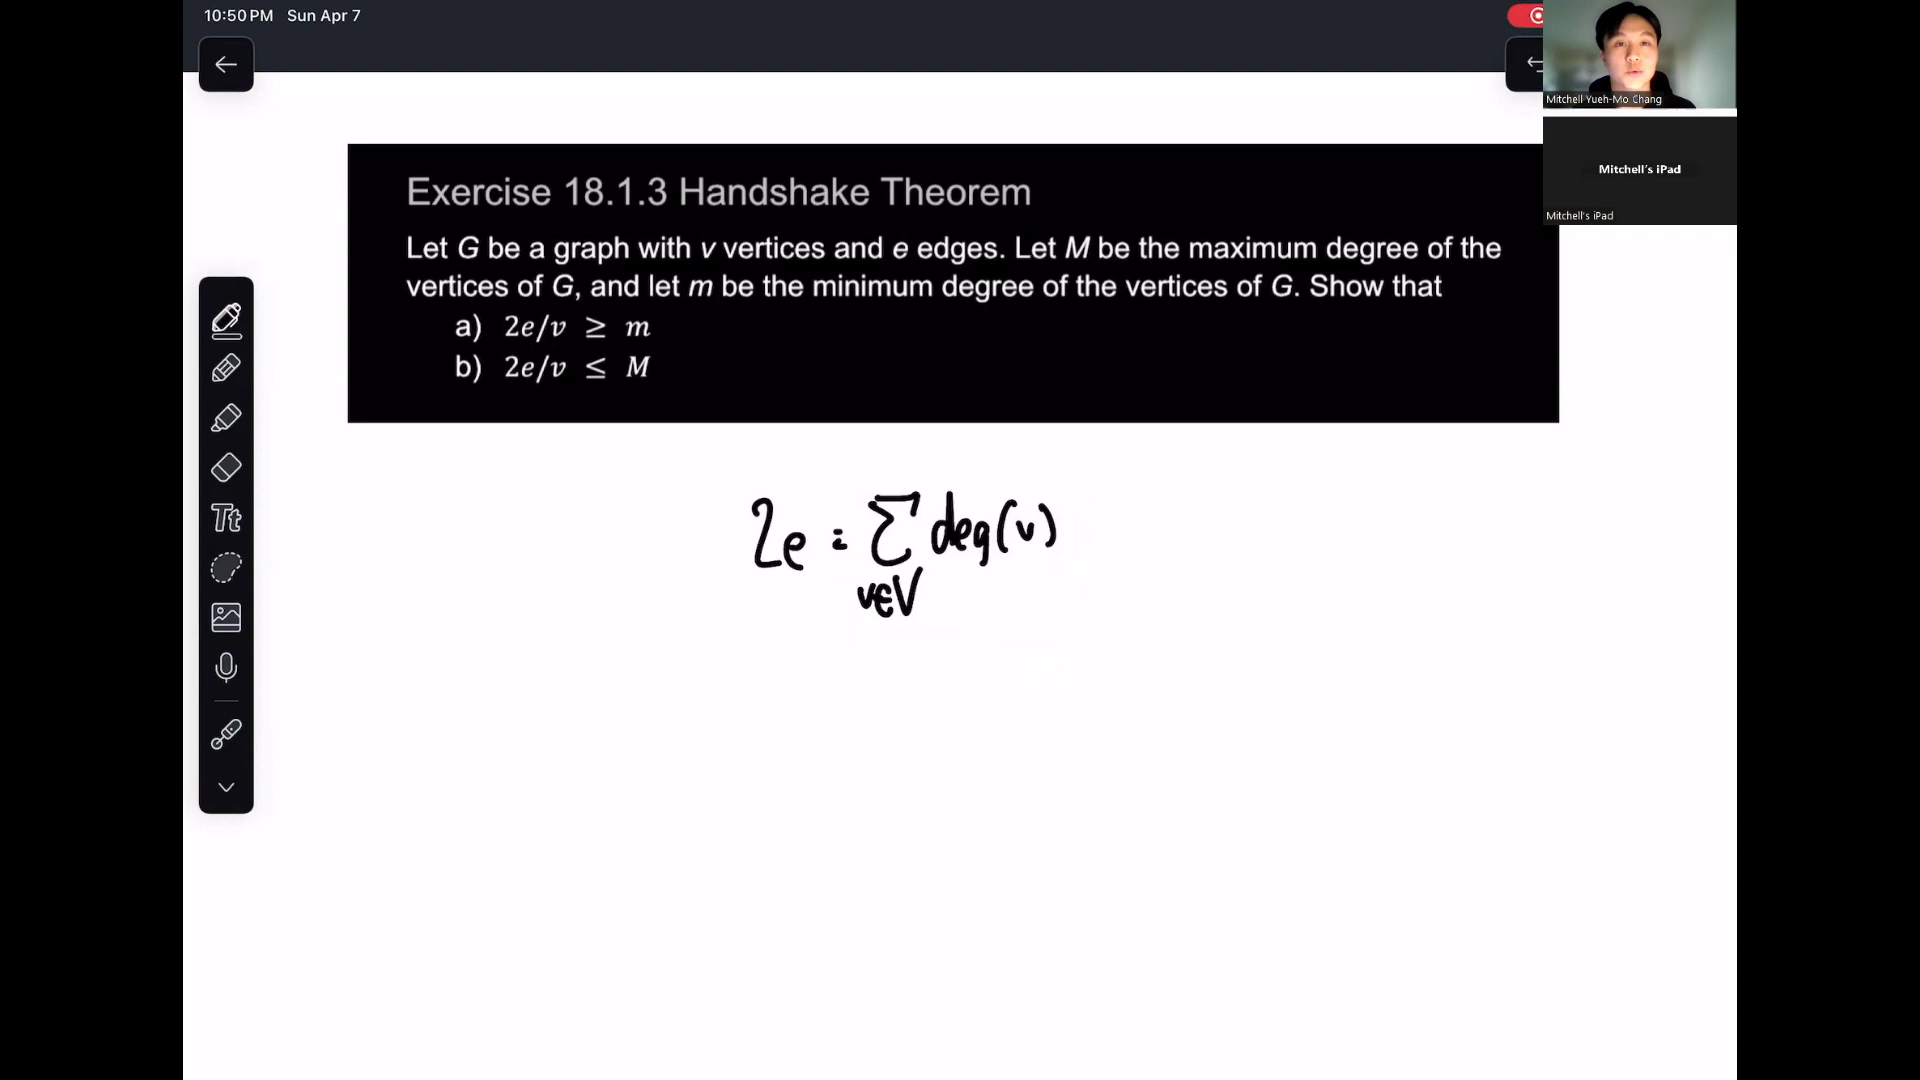 10:50 PM Sun Apr 7
Mitchell Yueh-Mo Chang
Mitchell's iPad
Mitchell's iPad
Exercise 18.1.3 Handshake Theorem
Let G be a graph with v vertices and e edges. Let M be the maximum degree of the
vertices of G, and let m be the minimum degree of the vertices of G. Show that
a) 2e/v ≥ m
b) 2e/v ≤ M
Tt
2e = Σ deg(v)
v∈V